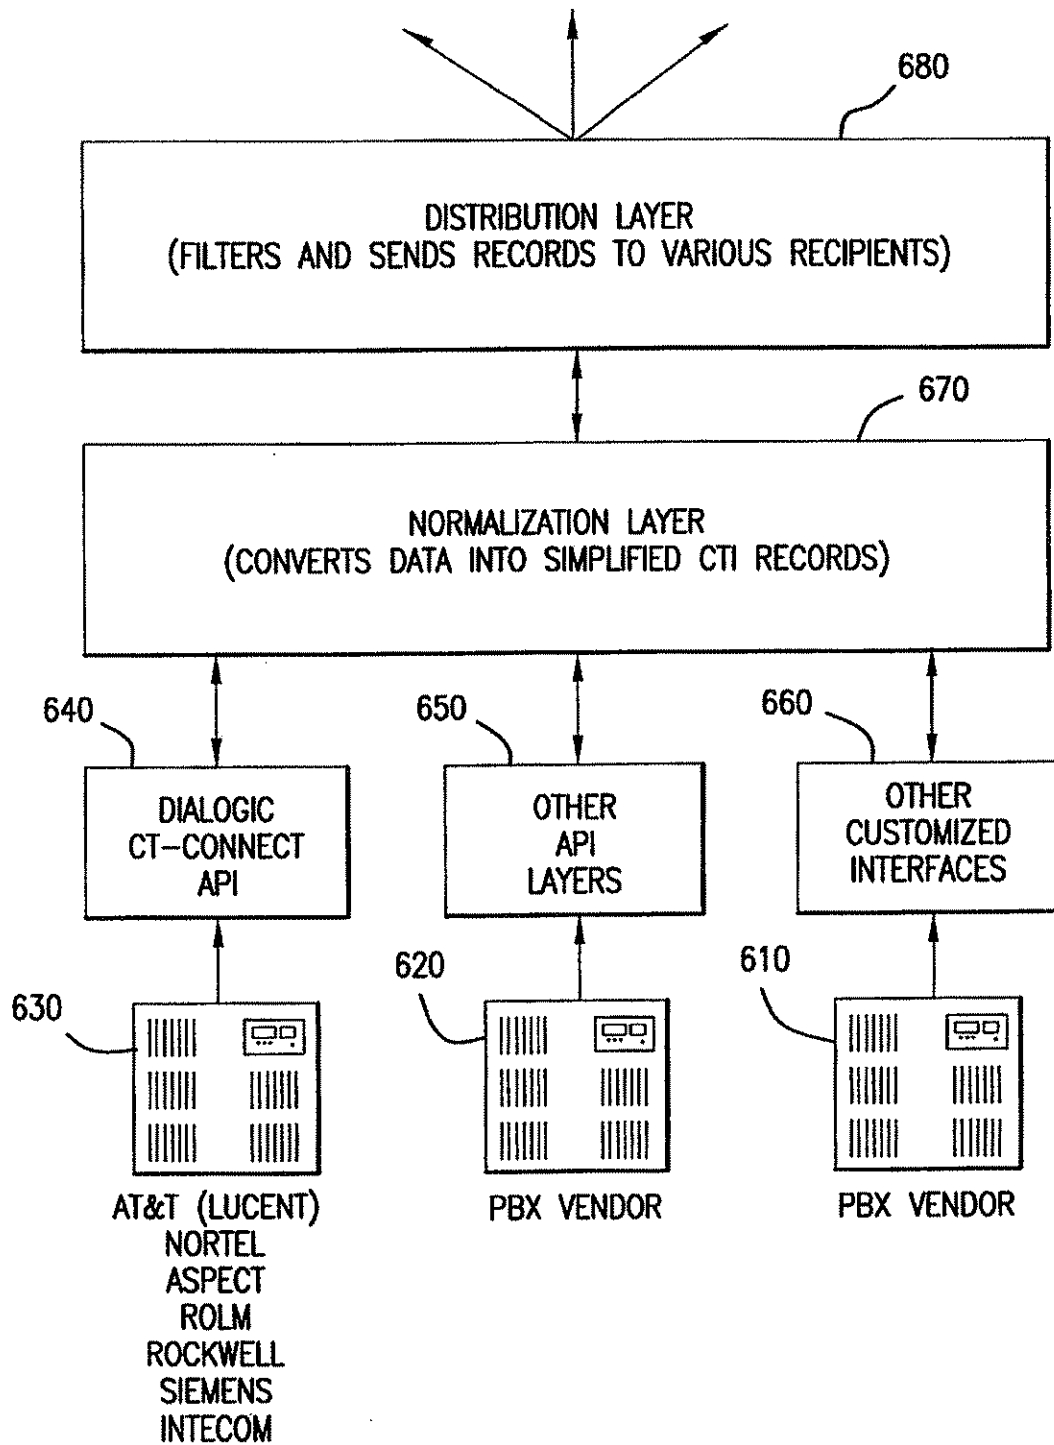 680
DISTRIBUTION LAYER
(FILTERS AND SENDS RECORDS TO VARIOUS RECIPIENTS)
670
NORMALIZATION LAYER
(CONVERTS DATA INTO SIMPLIFIED CTI RECORDS)
640
650
660
DIALOGIC
CT-CONNECT
API
OTHER
API
LAYERS
OTHER
CUSTOMIZED
INTERFACES
630
620
610
AT&T (LUCENT)
NORTEL
ASPECT
ROLM
ROCKWELL
SIEMENS
INTECOM
PBX VENDOR
PBX VENDOR